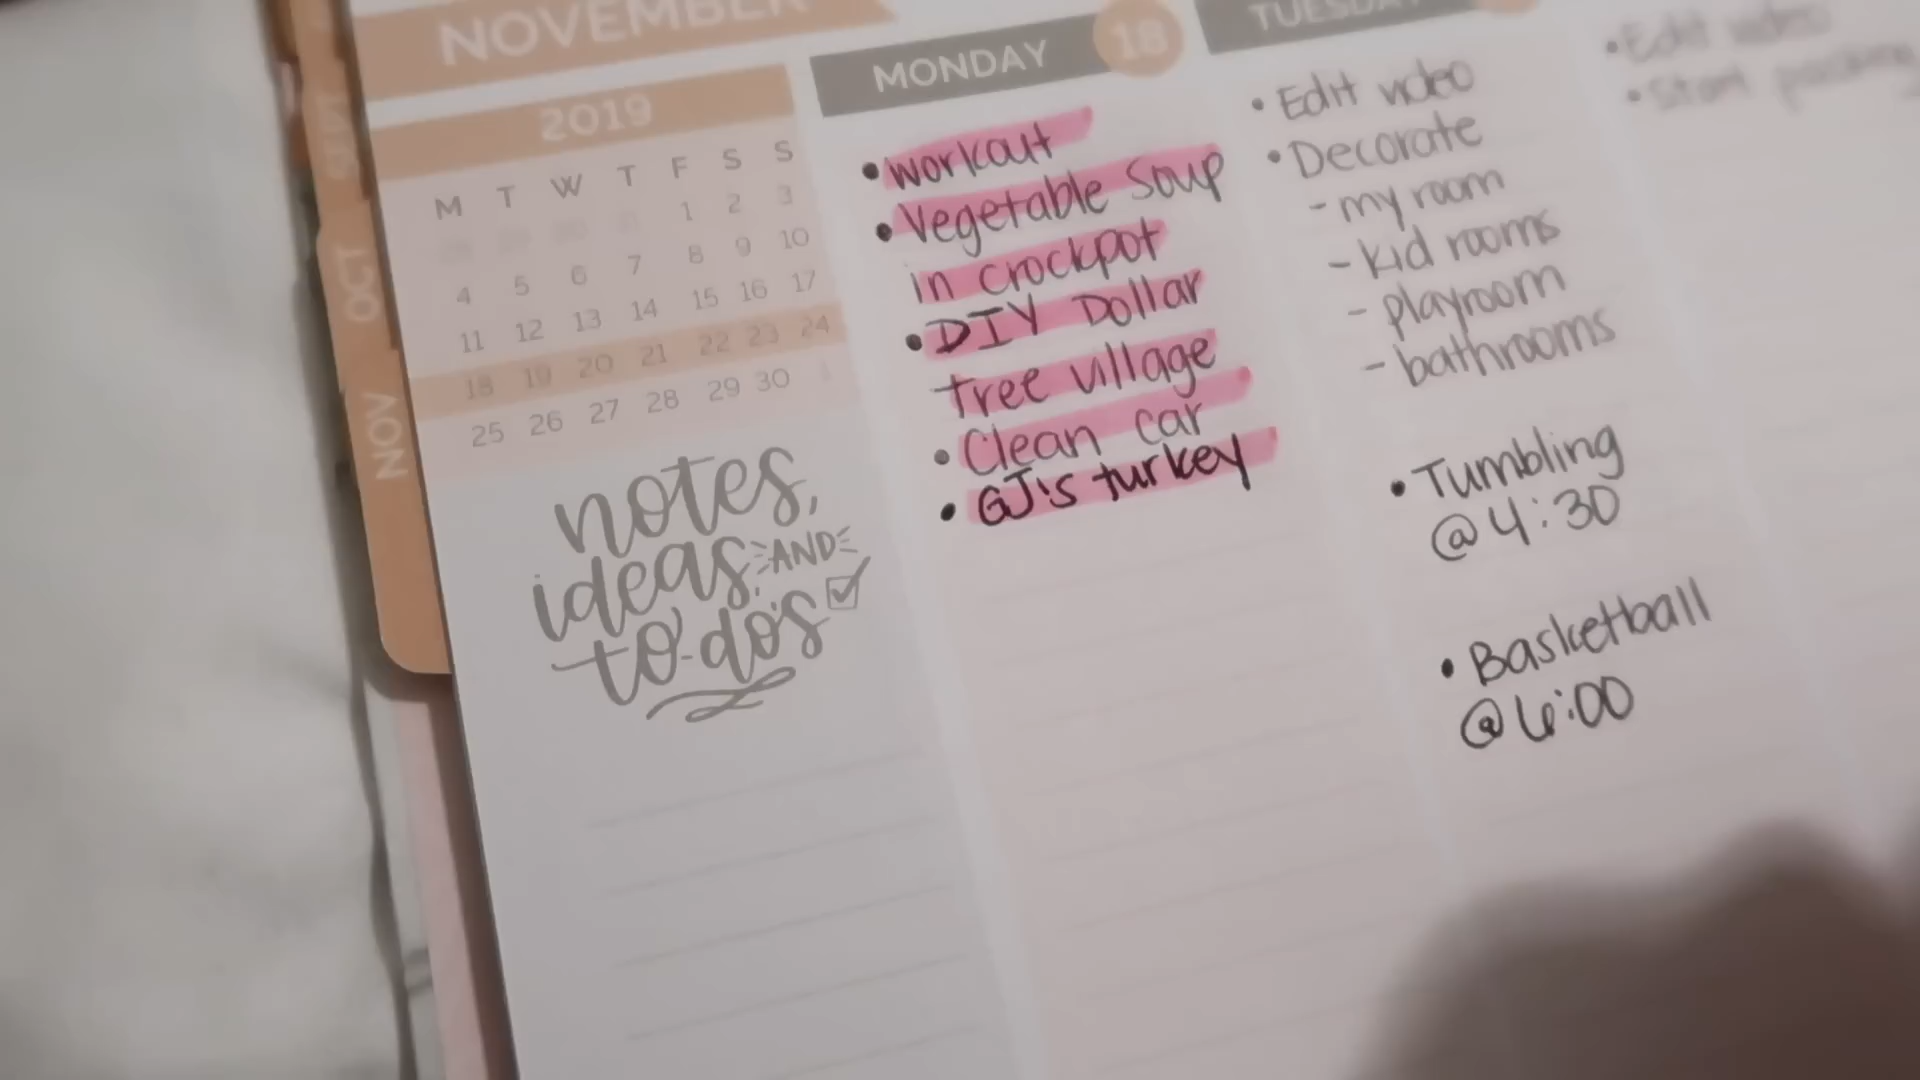 NOVEMBER
2019
M T W T F S S
1 2 3
4 5 6 7 8 9 10
11 12 13 14 15 16 17
18 19 20 21 22 23 24
25 26 27 28 29 30
OCT
NOV
notes,
ideas, AND
to-do's
MONDAY 18
• workout
• Vegetable Soup
in crockpot
• DIY Dollar
tree village
• Clean car
• GJ's turkey
TUESDAY
• Edit video
• Decorate
- my room
- kid rooms
- playroom
- bathrooms
• Tumbling
@ 4:30
• Basketball
@ 6:00
• Edit video
• Start packing